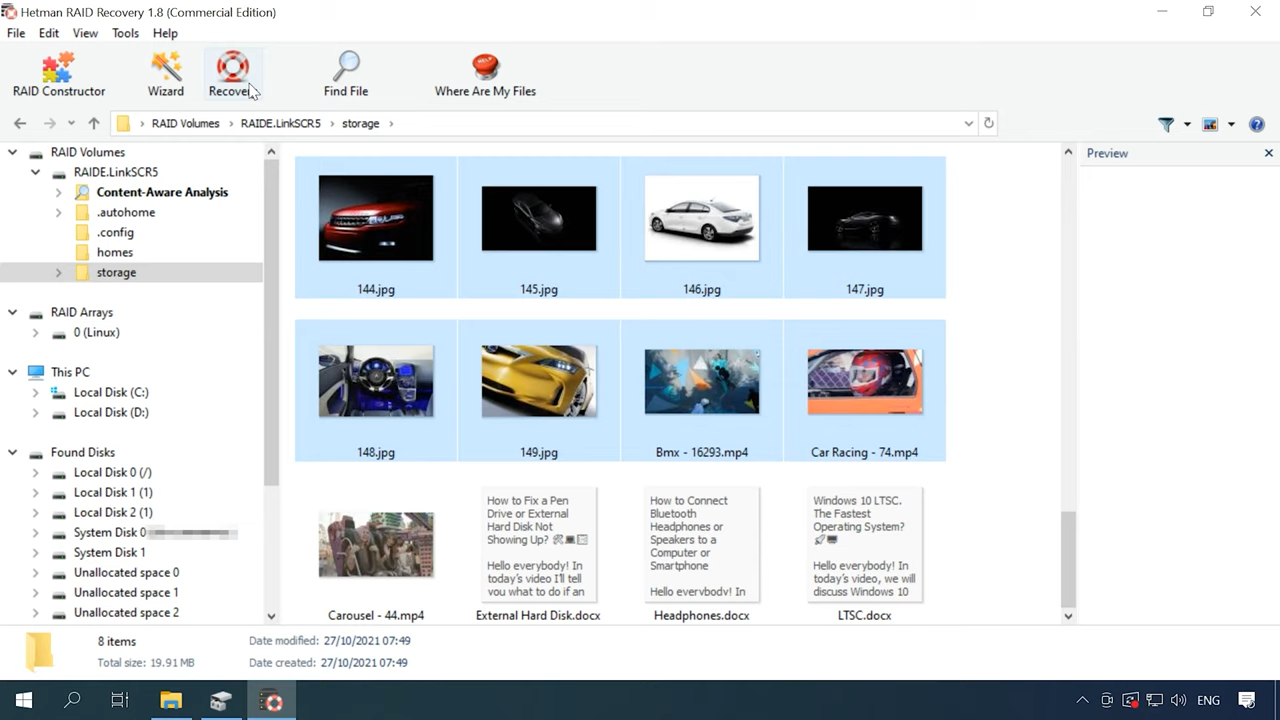 Hetman RAID Recovery 1.8 (Commercial Edition)
File Edit View Tools Help
RAID Constructor Wizard Recovery Find File Where Are My Files
RAID Volumes RAIDE.LinkSCR5 storage
RAID Volumes
RAIDE.LinkSCR5
Content-Aware Analysis
.autohome
.config
homes
storage
RAID Arrays
0 (Linux)
This PC
Local Disk (C:)
Local Disk (D:)
Found Disks
Local Disk 0 (/)
Local Disk 1 (1)
Local Disk 2 (1)
System Disk 0
System Disk 1
Unallocated space 0
Unallocated space 1
Unallocated space 2
144.jpg 145.jpg 146.jpg 147.jpg
148.jpg 149.jpg Bmx - 16293.mp4 Car Racing - 74.mp4
How to Fix a Pen
Drive or External
Hard Disk Not
Showing Up?
Hello everybody! In
today's video I'll tell
you what to do if an
How to Connect
Bluetooth
Headphones or
Speakers to a
Computer or
Smartphone
Hello everybody! In
Windows 10 LTSC.
The Fastest
Operating System?
Hello everybody! In
today's video, we will
discuss Windows 10
Carousel - 44.mp4 External Hard Disk.docx Headphones.docx LTSC.docx
Preview
8 items
Total size: 19.91 MB
Date modified: 27/10/2021 07:49
Date created: 27/10/2021 07:49
ENG